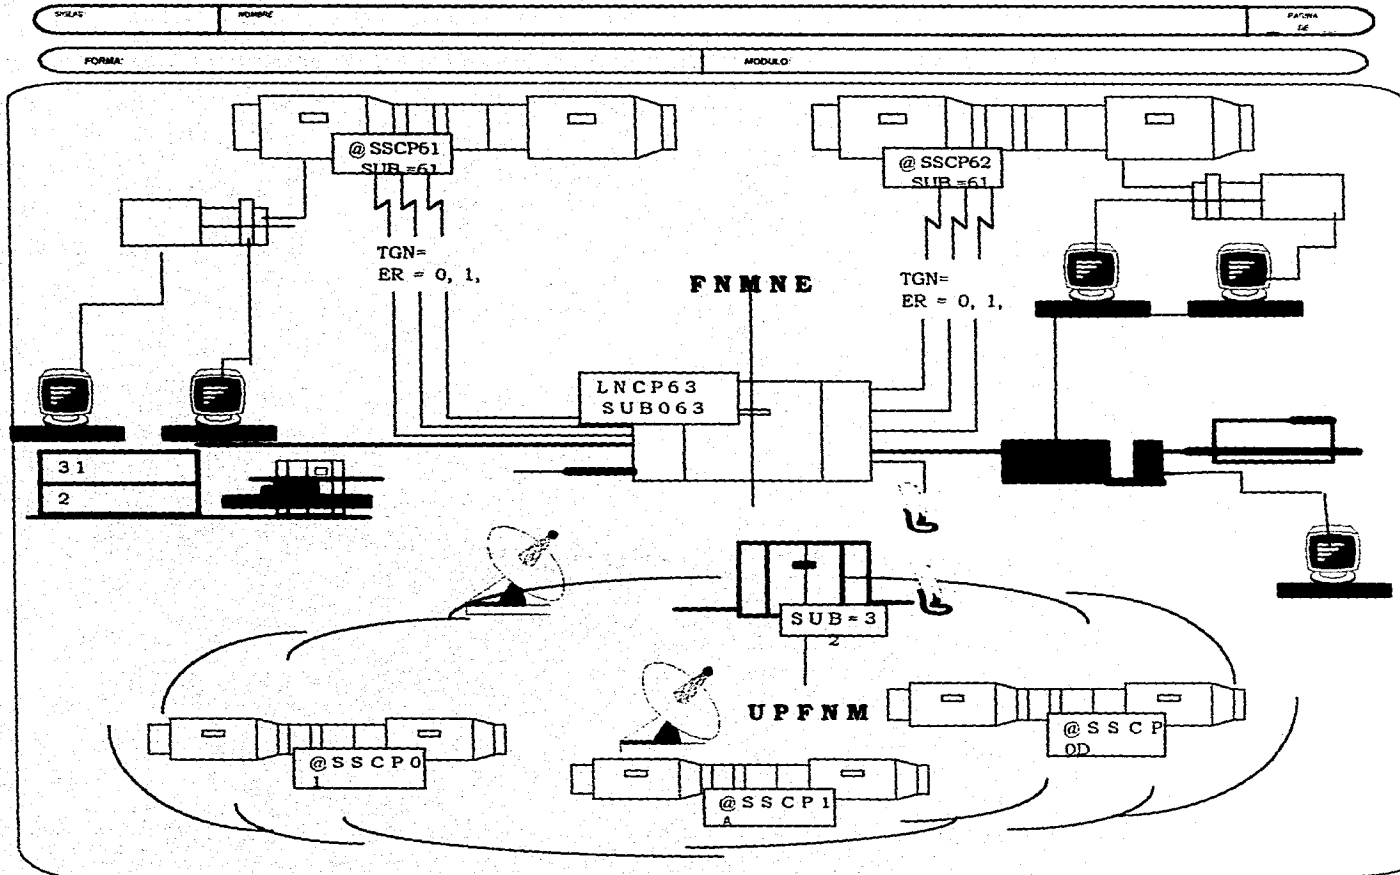 SIGLAS: NOMBRE PAGINA
DE
FORMA: MODULO:
@SSCP61
SUB=61
@SSCP62
SUB=61
TGN=
ER = 0, 1,
TGN=
ER = 0, 1,
FNMNE
LNCP63
SUB063
31
2
SUB=3
2
UPFNM
@SSCP
0D
@SSCP0
1
@SSCP1
A